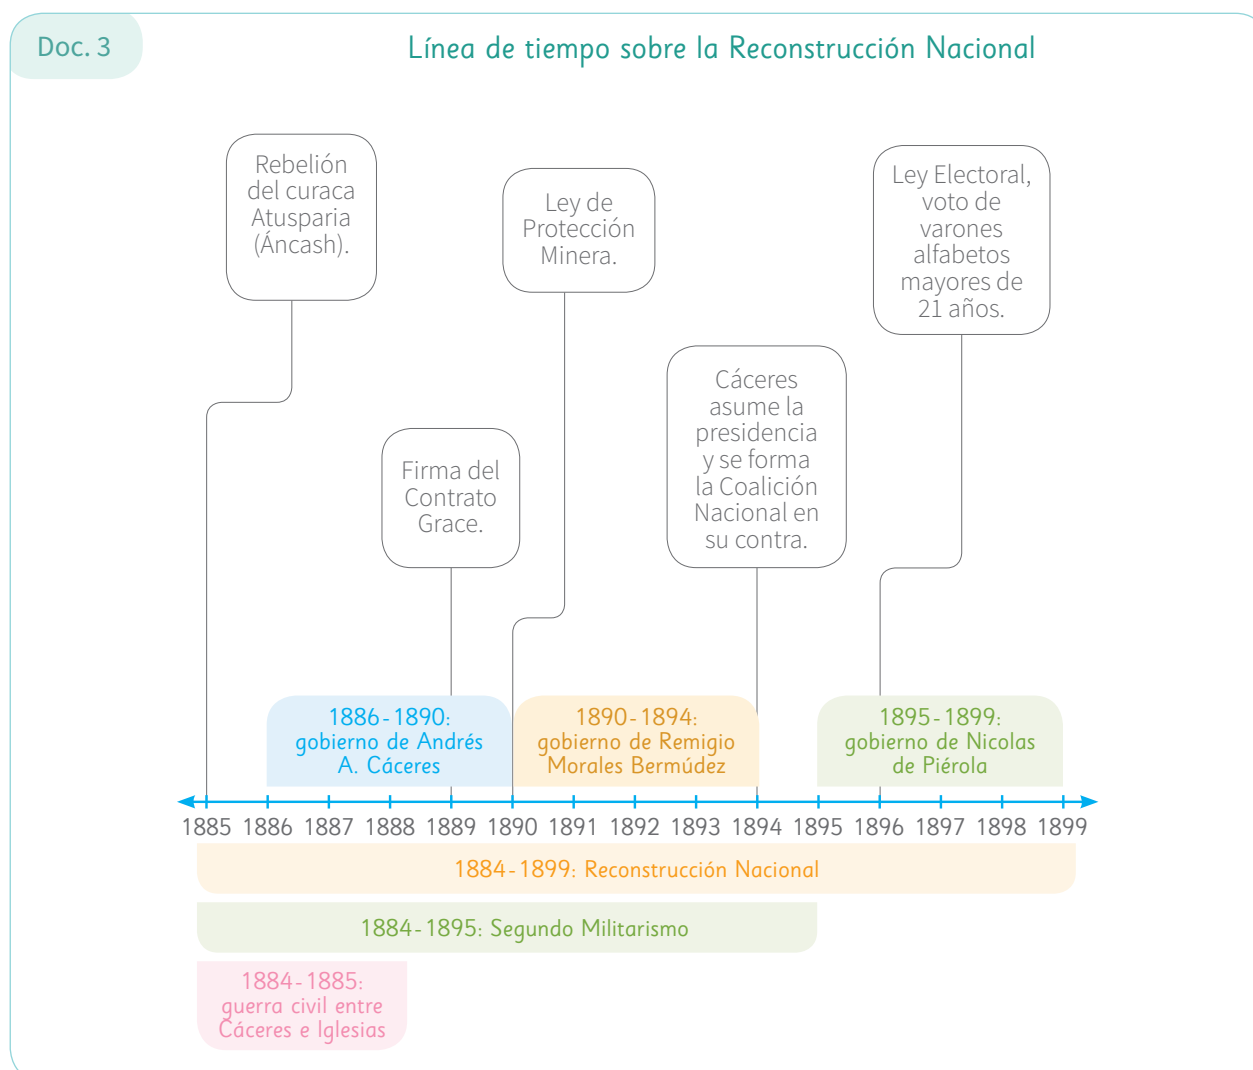 Doc. 3
Línea de tiempo sobre la Reconstrucción Nacional
Rebelión
del curaca
Atusparia
(Áncash).
Ley de
Protección
Minera.
Ley Electoral,
voto de
varones
alfabetos
mayores de
21 años.
Firma del
Contrato
Grace.
Cáceres
asume la
presidencia
y se forma
la Coalición
Nacional en
su contra.
1886-1890:
gobierno de Andrés
A. Cáceres
1890-1894:
gobierno de Remigio
Morales Bermúdez
1895-1899:
gobierno de Nicolas
de Piérola
1885 1886 1887 1888 1889 1890 1891 1892 1893 1894 1895 1896 1897 1898 1899
1884-1899: Reconstrucción Nacional
1884-1895: Segundo Militarismo
1884-1885:
guerra civil entre
Cáceres e Iglesias